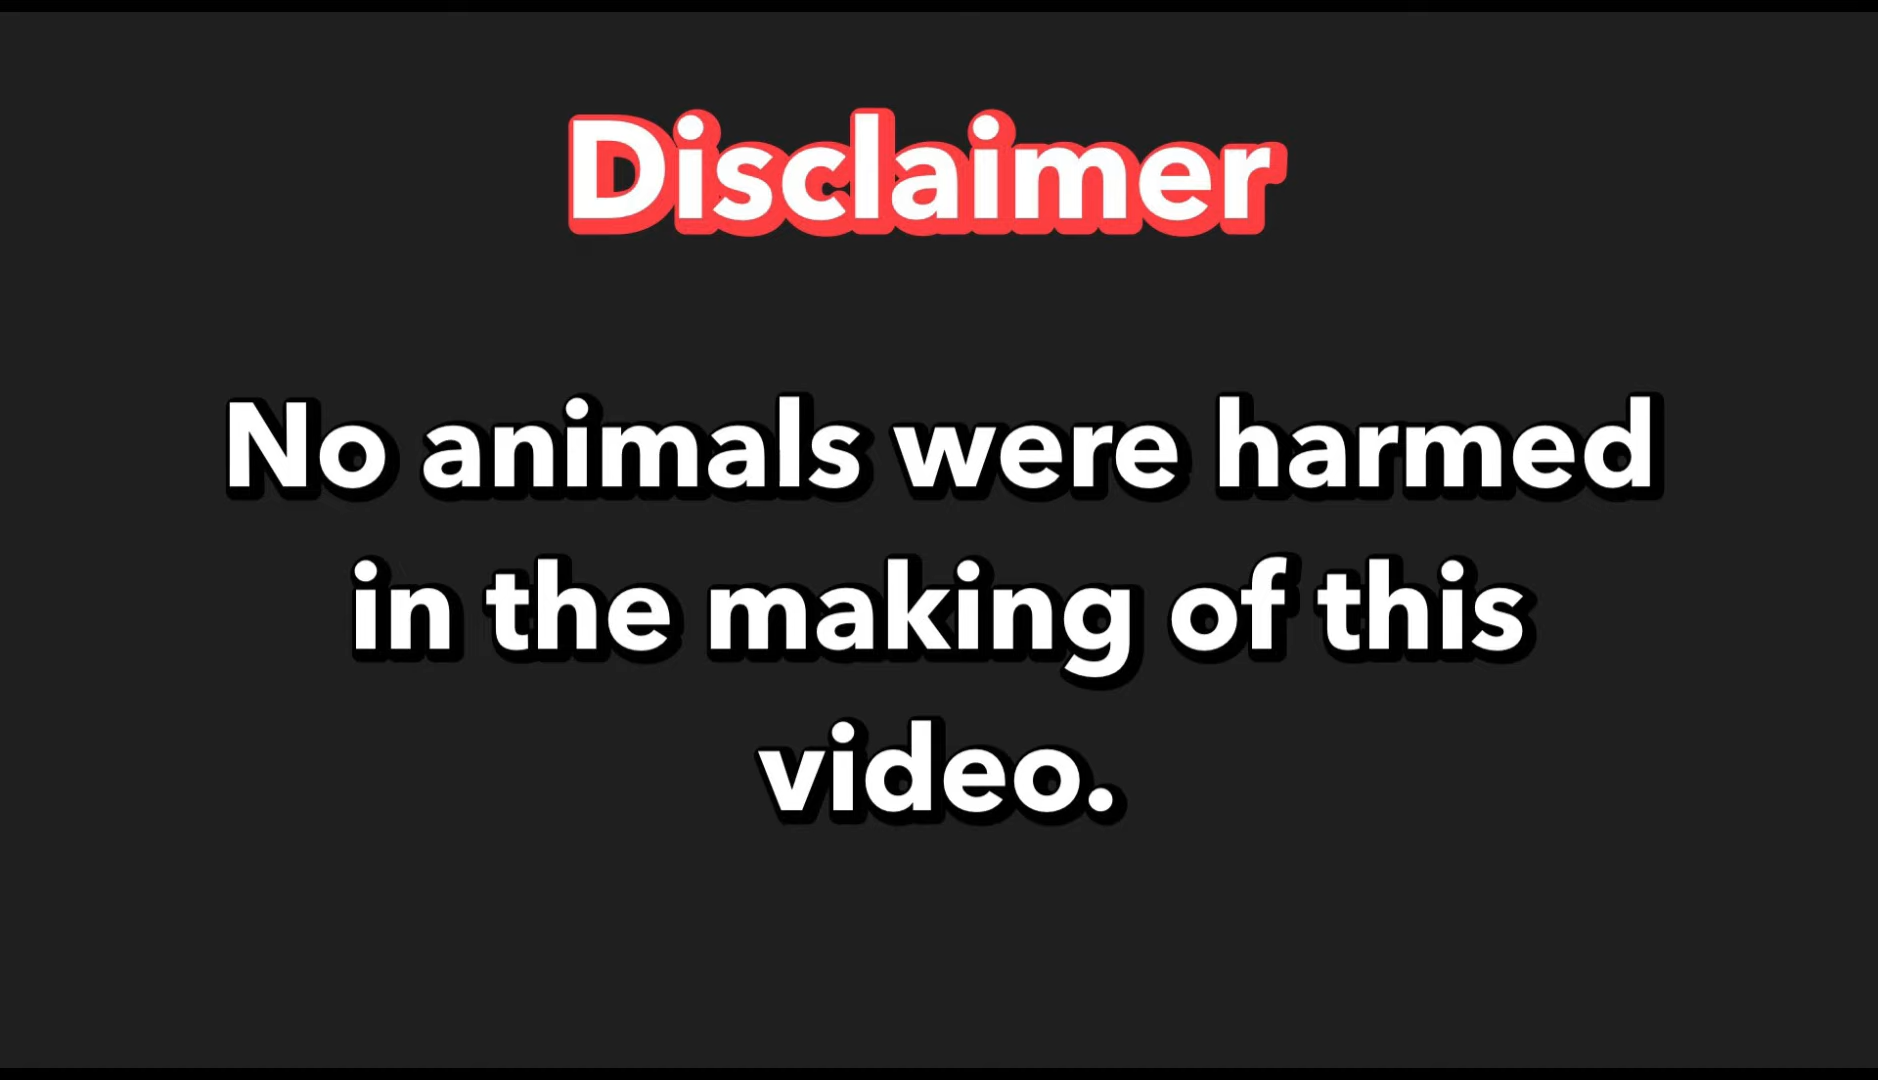 Disclaimer
No animals were harmed
in the making of this
video.